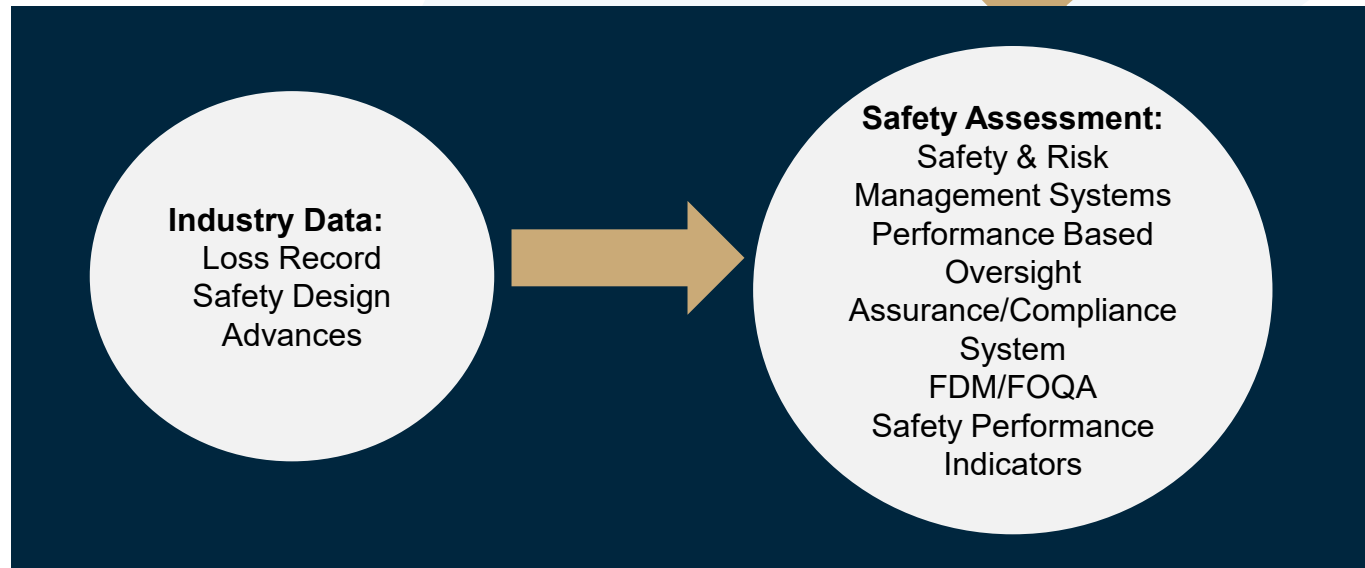 Industry Data:
Loss Record
Safety Design
Advances
Safety Assessment:
Safety & Risk
Management Systems
Performance Based
Oversight
Assurance/Compliance
System
FDM/FOQA
Safety Performance
Indicators